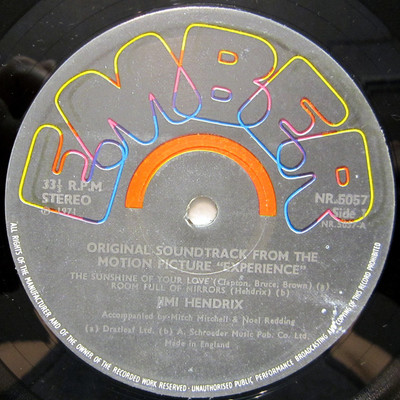 EMBER
33⅓ R.P.M
STEREO
℗ 1971
NR.5057
Side
NR.5057-A
ORIGINAL SOUNDTRACK FROM THE
MOTION PICTURE "EXPERIENCE"
THE SUNSHINE OF YOUR LOVE (Clapton, Bruce, Brown) (a)
ROOM FULL OF MIRRORS (Hendrix) (b)
JIMI HENDRIX
Accompanied by: Mitch Mitchell & Noel Redding
(a) Dratleaf Ltd. (b) A. Schroder Music Pub. Co. Ltd
Made in England
ALL RIGHTS OF THE MANUFACTURER AND OF THE OWNER OF THE RECORDED WORK RESERVED · UNAUTHORISED PUBLIC PERFORMANCE BROADCASTING AND COPYING OF THIS RECORD PROHIBITED